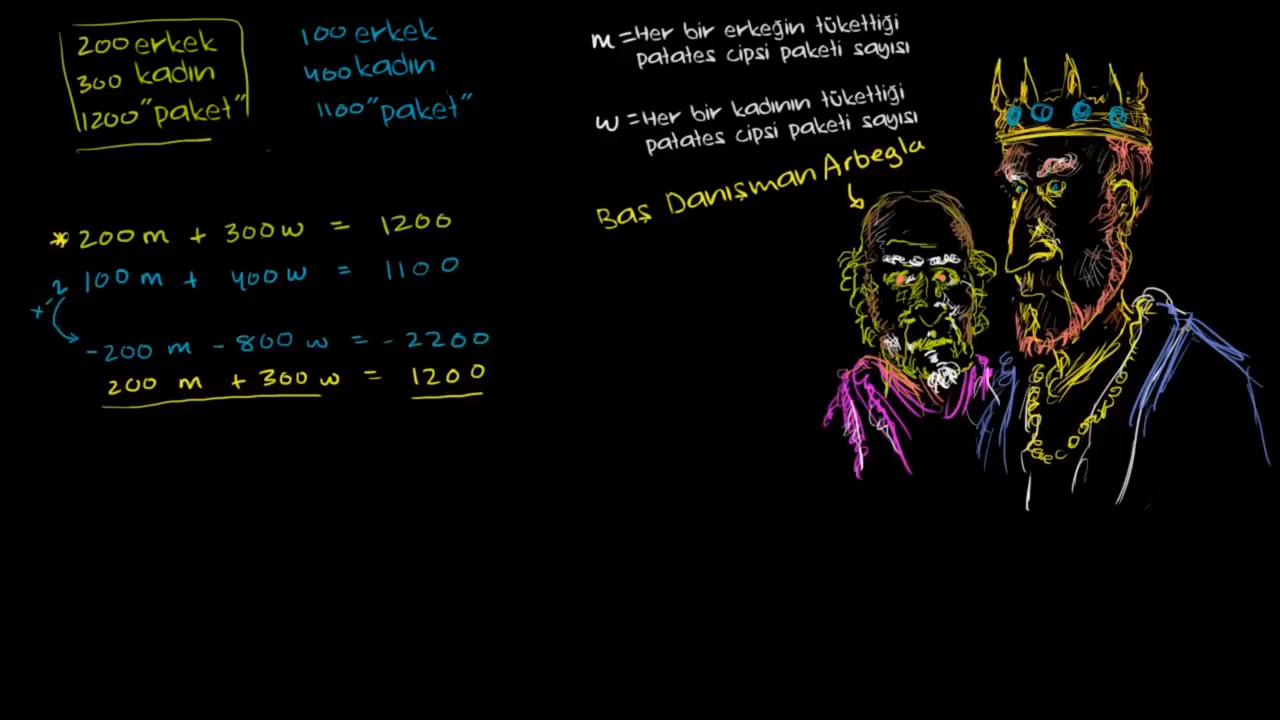 200 erkek
300 kadın
1200 "paket"
100 erkek
400 kadın
1100 "paket"
m = Her bir erkeğin tükettiği
patates cipsi paketi sayısı
w = Her bir kadının tükettiği
patates cipsi paketi sayısı
Baş Danışman Arbegla
* 200 m + 300 w = 1200
100 m + 400 w = 1100
x -2
-200 m - 800 w = -2200
200 m + 300 w = 1200